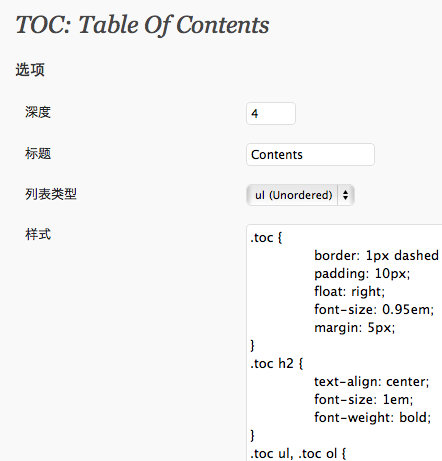 TOC: Table Of Contents
选项
深度 4
标题 Contents
列表类型 ul (Unordered)
样式 .toc {
border: 1px dashed
padding: 10px;
float: right;
font-size: 0.95em;
margin: 5px;
}
.toc h2 {
text-align: center;
font-size: 1em;
font-weight: bold;
}
.toc ul, .toc ol {